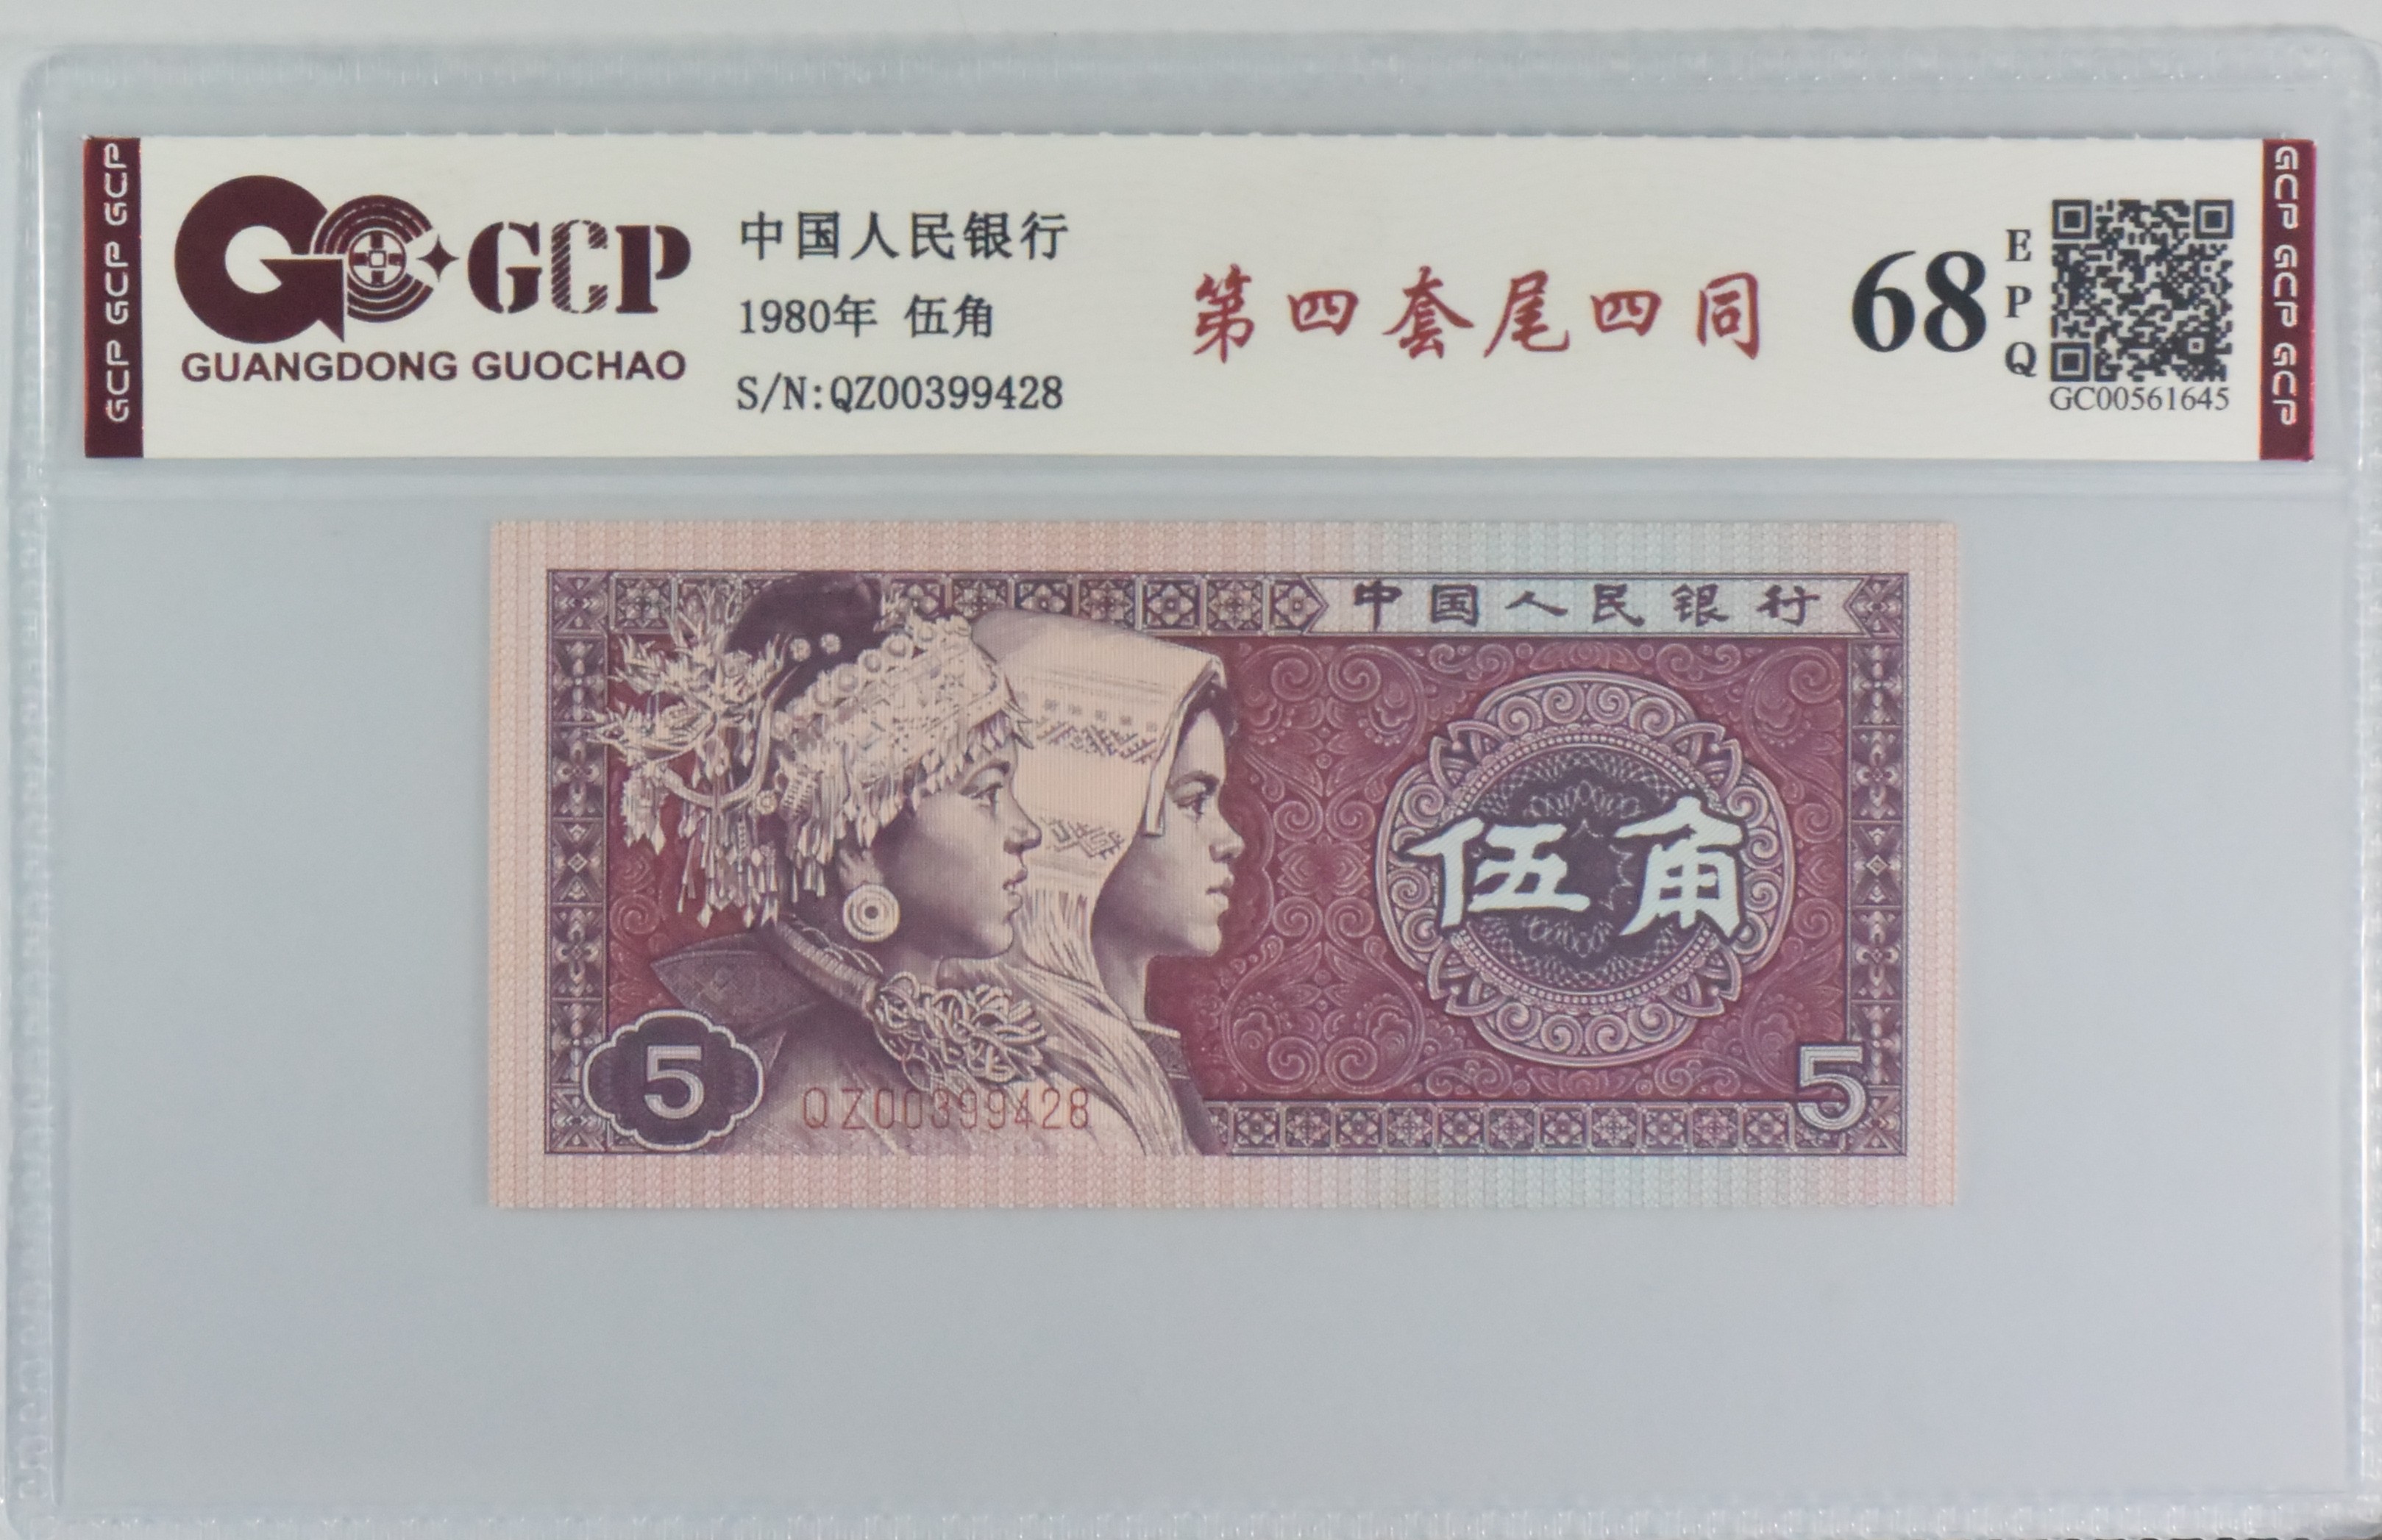 GCP GCP GCP
GC GCP
GUANGDONG GUOCHAO
中国人民银行
1980年 伍角
S/N:QZ00399428
第四套尾四同
68
EPQ
GC00561645
GCP GCP GCP
中国人民银行
伍角
5
QZ00399428
5